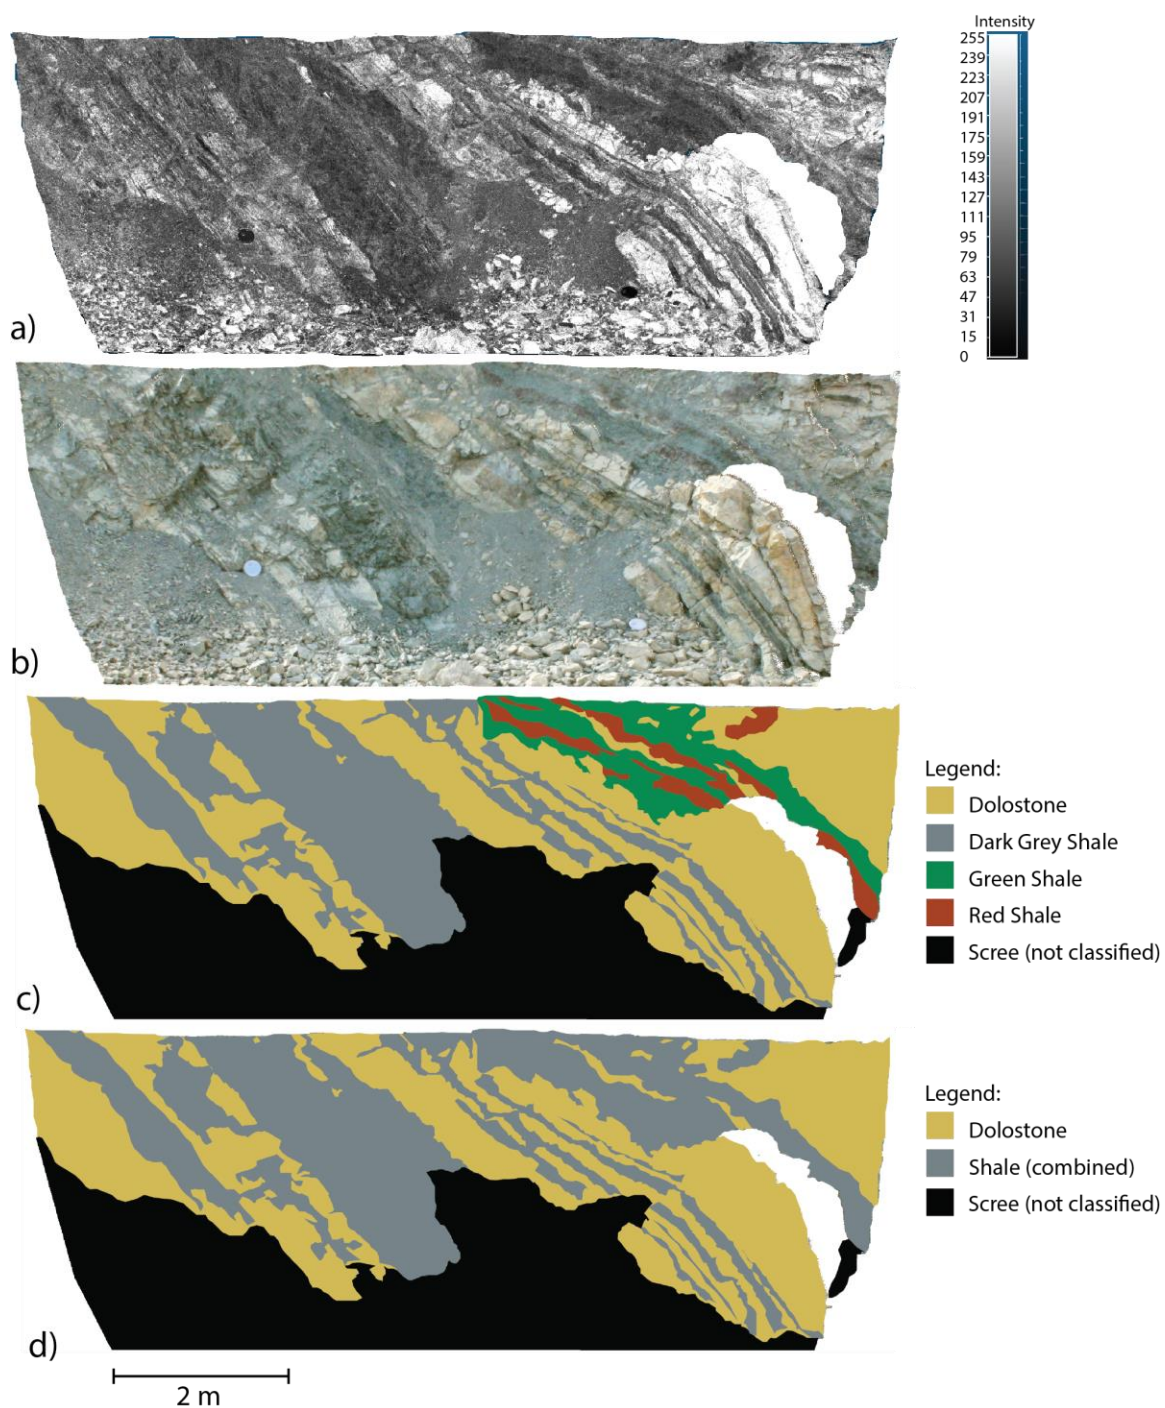 Intensity
255
239
223
207
191
175
159
143
127
111
95
79
63
47
31
15
0
a)
b)
c)
Legend:
Dolostone
Dark Grey Shale
Green Shale
Red Shale
Scree (not classified)
d)
Legend:
Dolostone
Shale (combined)
Scree (not classified)
2 m